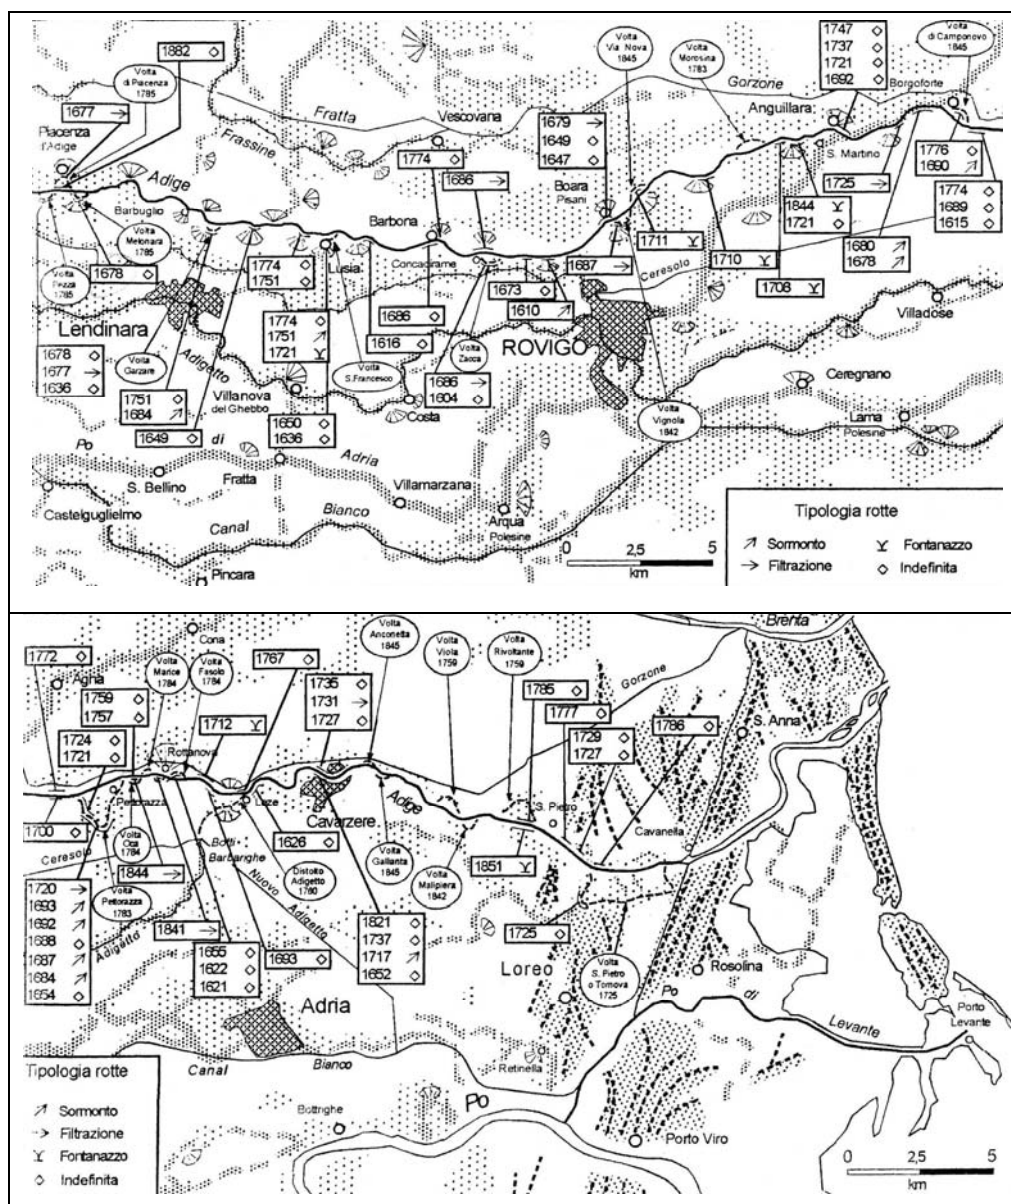 1882 ◇
Volta
di Piacenza
1785
1677 →
Piacenza
d'Adige
Fratta
Frassine
Vescovana
Volta
Via Nova
1845
Volta
Morosina
1783
Gorzone
1747 ◇
1737 ◇
1721 ◇
1692 ◇
Volta
di Camponovo
1845
Borgoforte
Anguillara
S. Martino
1679 →
1649 ◇
1647 ◇
1774 ◇
1686 →
1725 →
1776 ◇
1690 ↗
1774 ◇
1689 ◇
1615 ◇
Adige
Barbuglio
Barbona
Boara
Pisani
Volta
Melonara
1785
Volta
Pezza
1785
1678 ◇
1774 ◇
1751 ◇
Lusia
Concadirame
1687 →
1711 Y
1710 Y
Ceresolo
1844 Y
1721 ◇
1680 ↗
1678 ↗
1708 Y
Lendinara
1774 ◇
1751 ↗
1721 Y
1686 ◇
1616 ◇
1673 ◇
1610 ↗
Volta
Zacca
ROVIGO
Villadose
1678 ◇
1677 →
1636 ◇
Volta
Garzare
Adigetto
Volta
S.Francesco
1686 →
1604 ◇
Ceregnano
1751 ◇
1684 ↗
Villanova
del Ghebbo
Costa
Volta
Vignola
1842
Lama
Polesine
1649 ◇
1650 ◇
1636 ◇
Po di Adria
S. Bellino
Fratta
Villamarzana
Castelguglielmo
Canal Bianco
Arqua
Polesine
Pincara
0 2,5 5
km
Tipologia rotte
↗ Sormonto
→ Filtrazione
Y Fontanazzo
◇ Indefinita
Cona
1772 ◇
Agna
Volta
Marice
1784
Volta
Fasolo
1784
1767 ◇
Volta
Anconetta
1845
Volta
Viola
1759
Volta
Rivoltante
1759
Brenta
Gorzone
1759 ◇
1757 ◇
1724 ◇
1721 ◇
1712 Y
1735 ◇
1731 →
1727 ◇
1785 ◇
1777 ◇
1729 ◇
1727 ◇
1786 ◇
S. Anna
Rottanova
Pettorazza
Adige
S. Pietro
Cavanella
1700 ◇
Cavarzere
Ceresolo
Volta
Oca
1784
Botti
Barbarighe
1626 ◇
Distolto
Adigetto
1780
Volta
Gallianta
1845
Volta
Malipiera
1842
1851 Y
1844 →
Volta
Pettorazza
1783
Nuovo Adigetto
1720 →
1693 ↗
1692 ↗
1688 ◇
1687 ↗
1684 ↗
1654 ◇
Adigetto
1841 →
1655 ◇
1622 ◇
1621 ◇
1693 ◇
1821 ◇
1737 ◇
1717 ↗
1652 ◇
1725 ◇
Loreo
Volta
S. Pietro
o Tornova
1725
Rosolina
Adria
Po di Levante
Porto
Levante
Canal Bianco
Retinella
Po
Bottrighe
Porto Viro
Tipologia rotte
↗ Sormonto
→ Filtrazione
Y Fontanazzo
◇ Indefinita
0 2,5 5
km